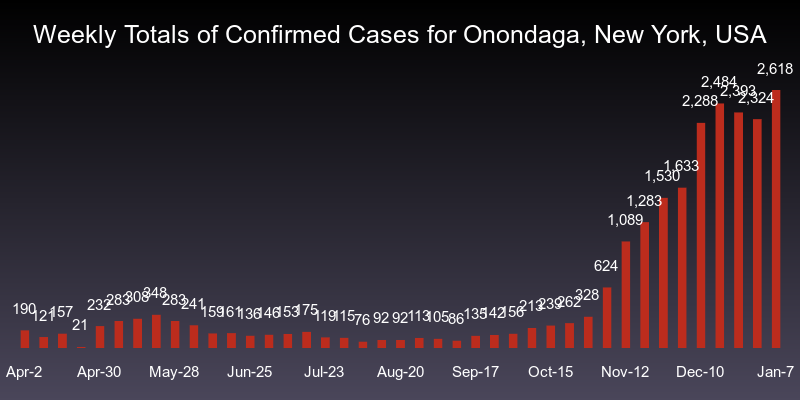 Weekly Totals of Confirmed Cases for Onondaga, New York, USA
190 121 157 21 232 283 308 348 283 241 159 161 136 146 153 175 119 115 76 92 92 113 105 86 135 142 156 213 239 262 328 624 1,089 1,283 1,530 1,633 2,288 2,484 2,393 2,324 2,618
Apr-2 Apr-30 May-28 Jun-25 Jul-23 Aug-20 Sep-17 Oct-15 Nov-12 Dec-10 Jan-7